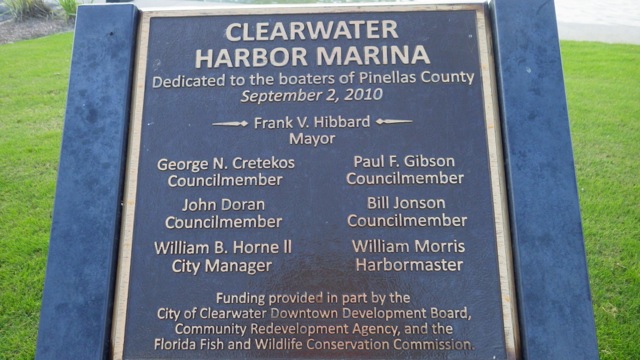 CLEARWATER
HARBOR MARINA
Dedicated to the boaters of Pinellas County
September 2, 2010
Frank V. Hibbard
Mayor
George N. Cretekos
Councilmember
Paul F. Gibson
Councilmember
John Doran
Councilmember
Bill Jonson
Councilmember
William B. Horne II
City Manager
William Morris
Harbormaster
Funding provided in part by the
City of Clearwater Downtown Development Board,
Community Redevelopment Agency, and the
Florida Fish and Wildlife Conservation Commission.